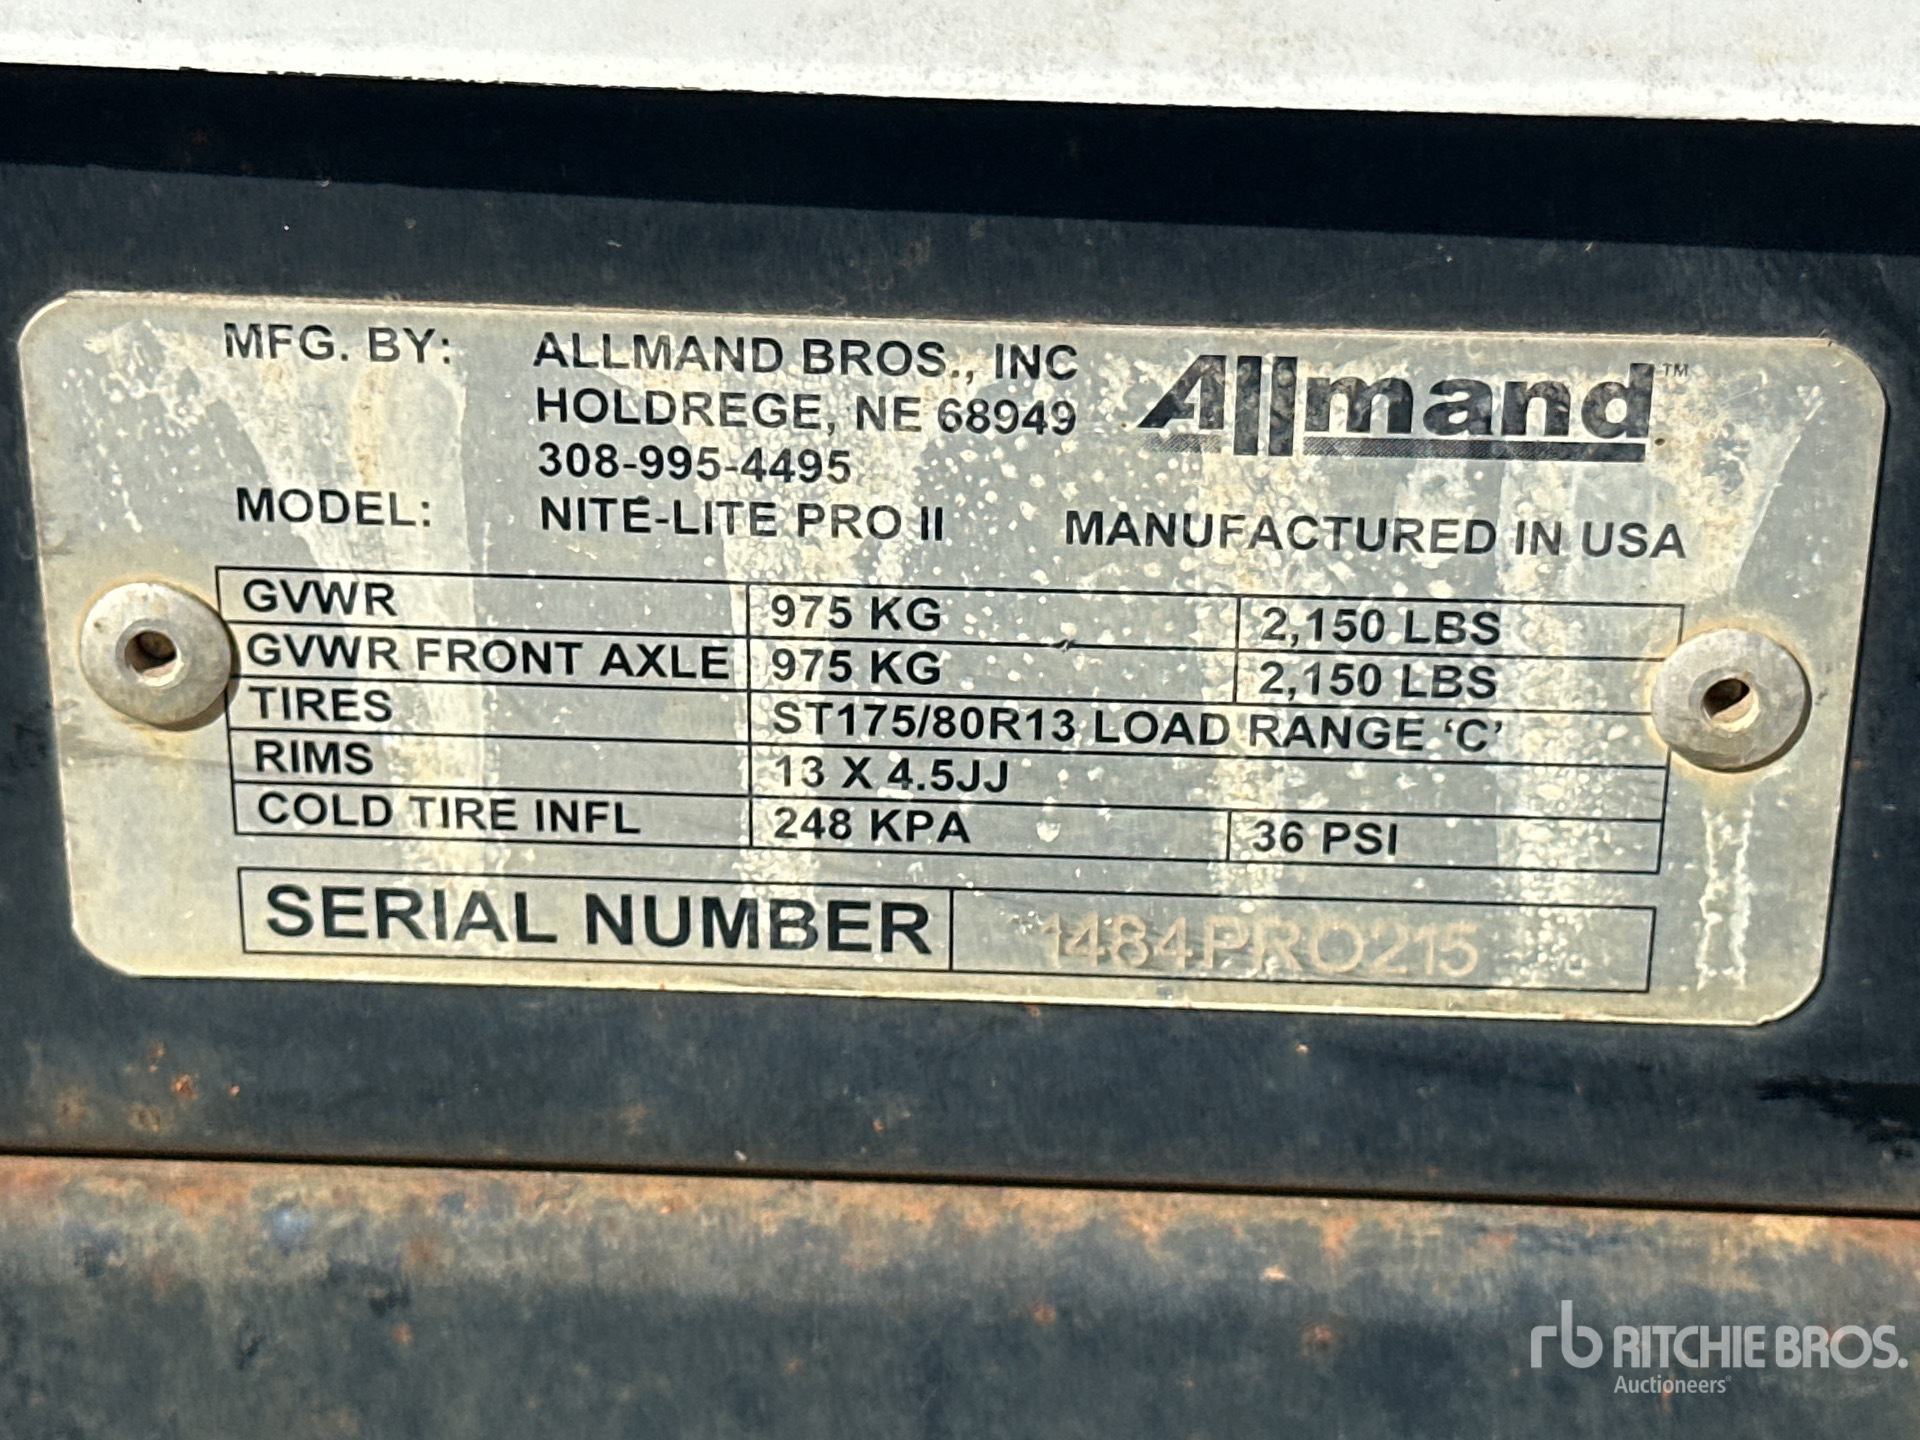 MFG. BY: ALLMAND BROS., INC
HOLDREGE, NE 68949
308-995-4495
Allmand™
MODEL: NITE-LITE PRO II MANUFACTURED IN USA
GVWR 975 KG 2,150 LBS
GVWR FRONT AXLE 975 KG 2,150 LBS
TIRES ST175/80R13 LOAD RANGE 'C'
RIMS 13 X 4.5JJ
COLD TIRE INFL 248 KPA 36 PSI
SERIAL NUMBER 1484PRO215
rb RITCHIE BROS.
Auctioneers